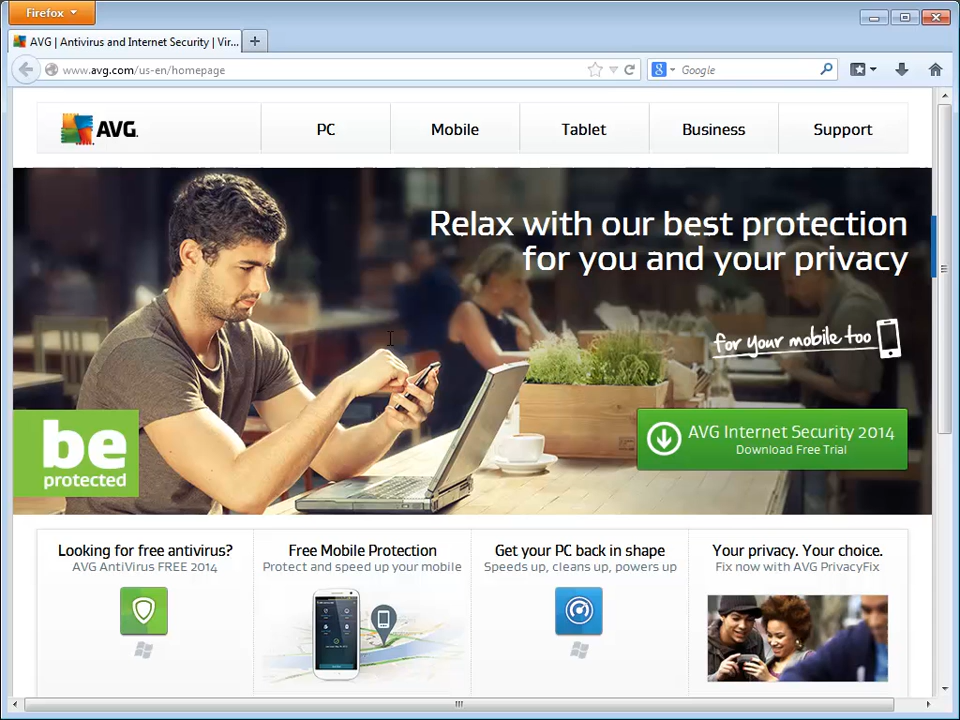 Firefox
AVG | Antivirus and Internet Security | Vir...
www.avg.com/us-en/homepage
Google
AVG.
PC
Mobile
Tablet
Business
Support
Relax with our best protection
for you and your privacy
for your mobile too
be
protected
AVG Internet Security 2014
Download Free Trial
Looking for free antivirus?
AVG AntiVirus FREE 2014
Free Mobile Protection
Protect and speed up your mobile
Get your PC back in shape
Speeds up, cleans up, powers up
Your privacy. Your choice.
Fix now with AVG PrivacyFix